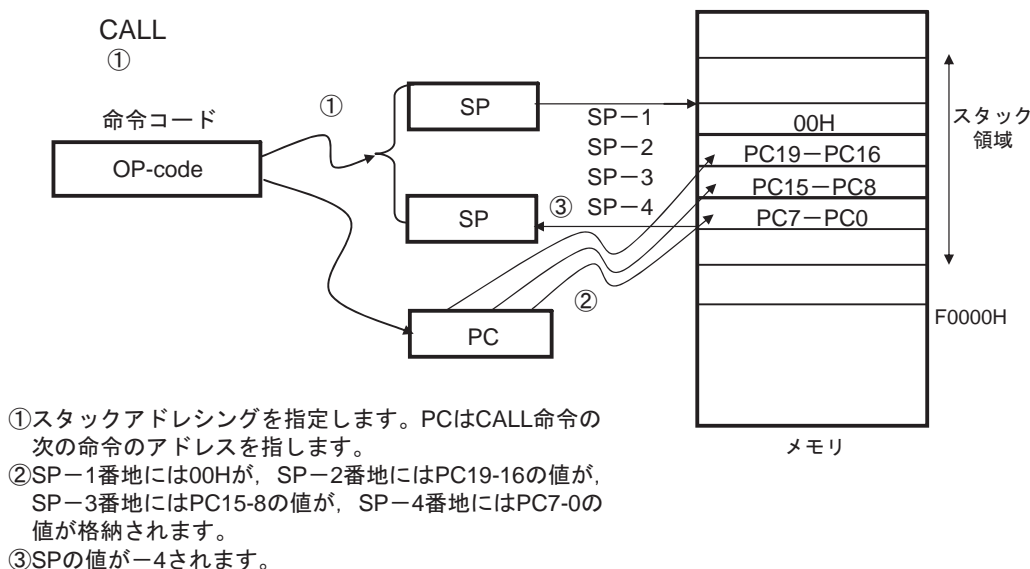 CALL
①
命令コード
OP-code
①
SP
SP
③
PC
②
SP－1
SP－2
SP－3
SP－4
00H
PC19－PC16
PC15－PC8
PC7－PC0
スタック
領域
F0000H
メモリ
①スタックアドレシングを指定します。PCはCALL命令の
次の命令のアドレスを指します。
②SP－1番地には00Hが，SP－2番地にはPC19-16の値が，
SP－3番地にはPC15-8の値が，SP－4番地にはPC7-0の
値が格納されます。
③SPの値が－4されます。